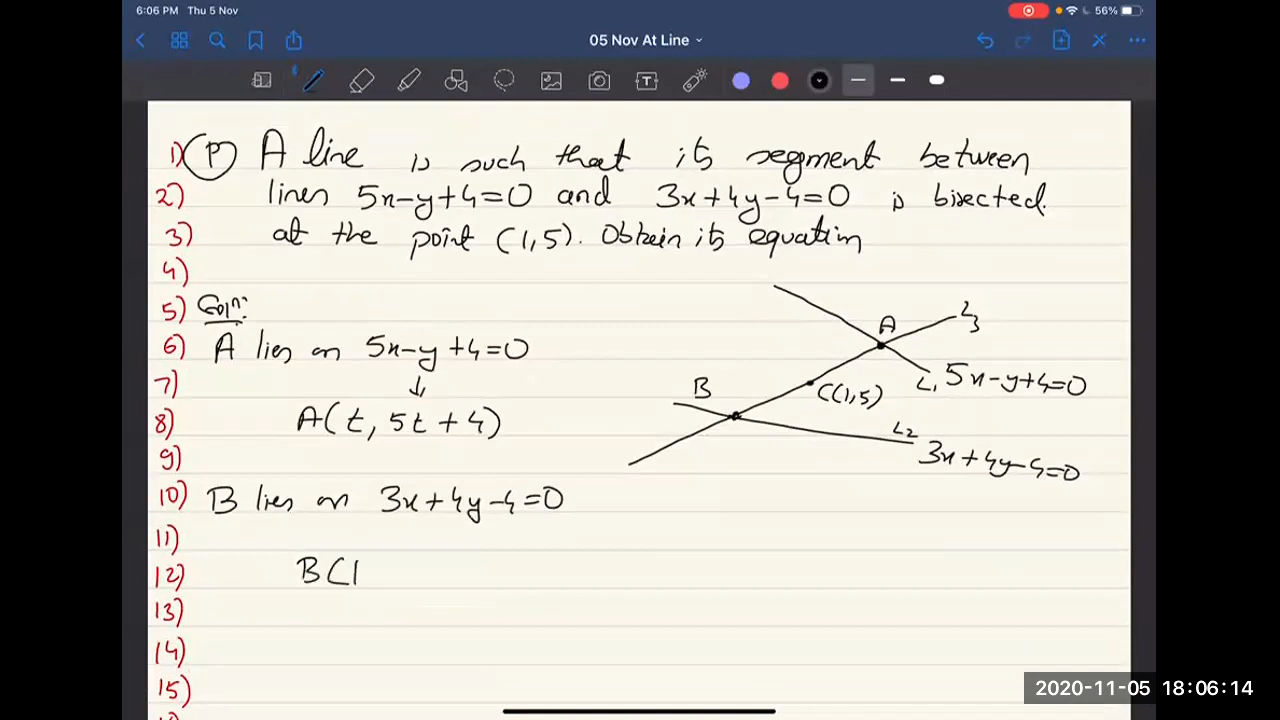 6:06 PM Thu 5 Nov
56%
05 Nov At Line
1) (P) A line is such that its segment between
2) lines 5x-y+4=0 and 3x+4y-4=0 is bisected
3) at the point (1,5). Obtain its equation
4)
5) Soln:
6) A lies on 5x-y+4=0
7) ↓
8) A(t, 5t+4)
9)
10) B lies on 3x+4y-4=0
11)
12) B(l
13)
14)
15)
A
L3
L1 5x-y+4=0
C(1,5)
B
L2
3x+4y-4=0
2020-11-05 18:06:14